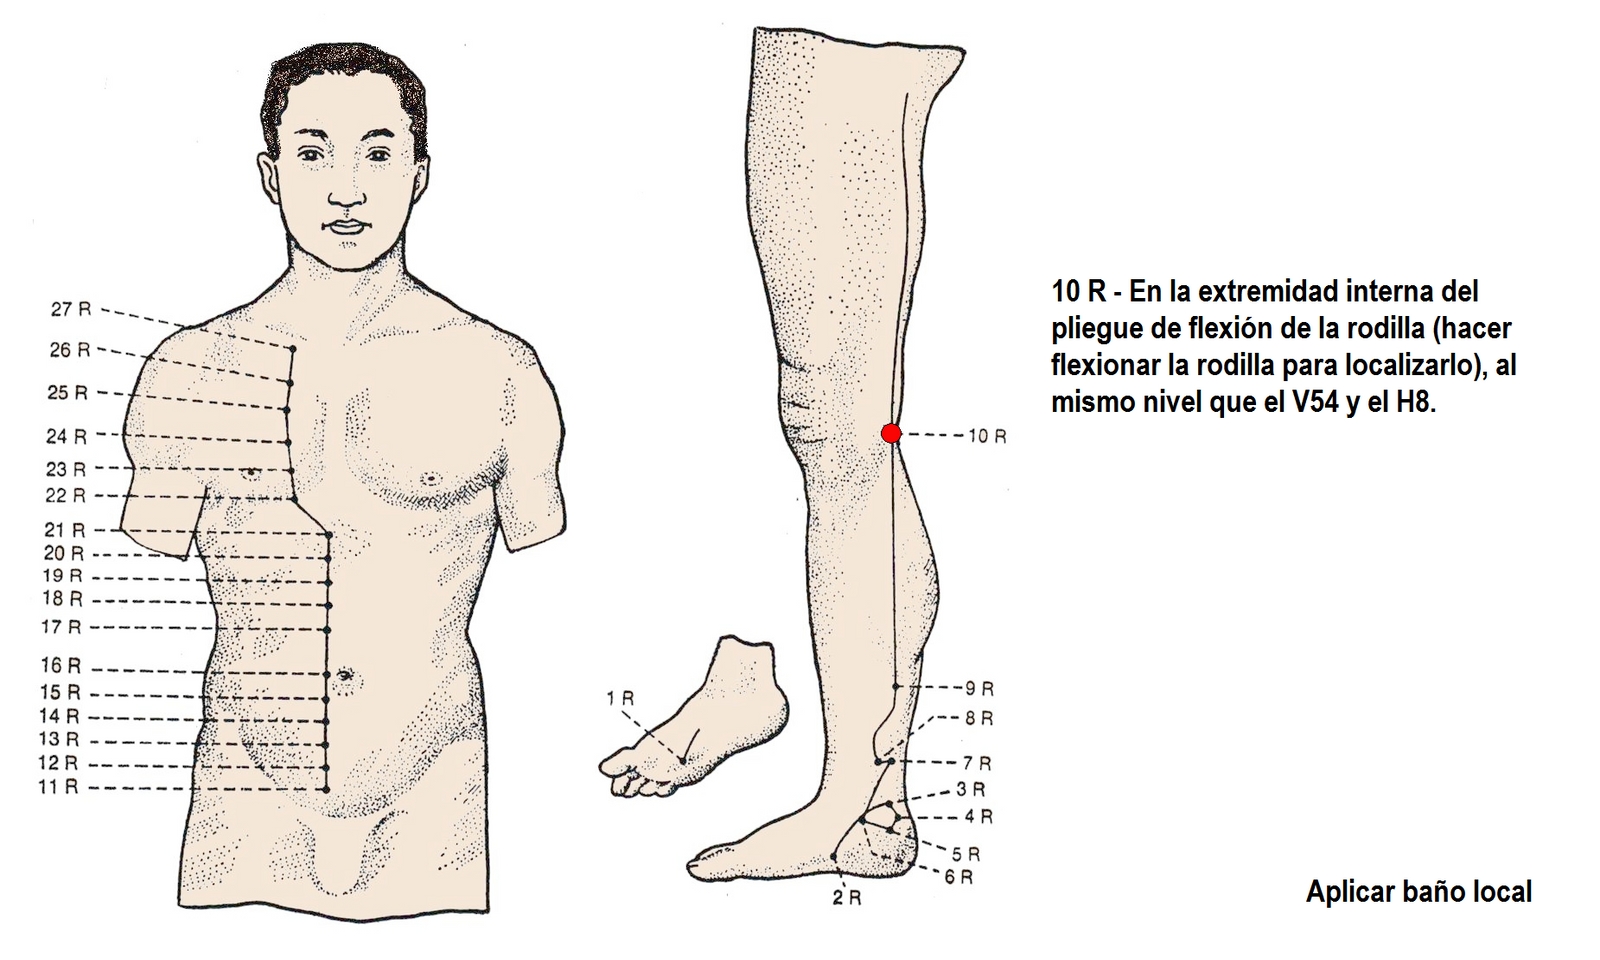 27 R
26 R
25 R
24 R
23 R
22 R
21 R
20 R
19 R
18 R
17 R
16 R
15 R
14 R
13 R
12 R
11 R
1 R
10 R
9 R
8 R
7 R
3 R
4 R
5 R
6 R
2 R
10 R - En la extremidad interna del
pliegue de flexión de la rodilla (hacer
flexionar la rodilla para localizarlo), al
mismo nivel que el V54 y el H8.
Aplicar baño local